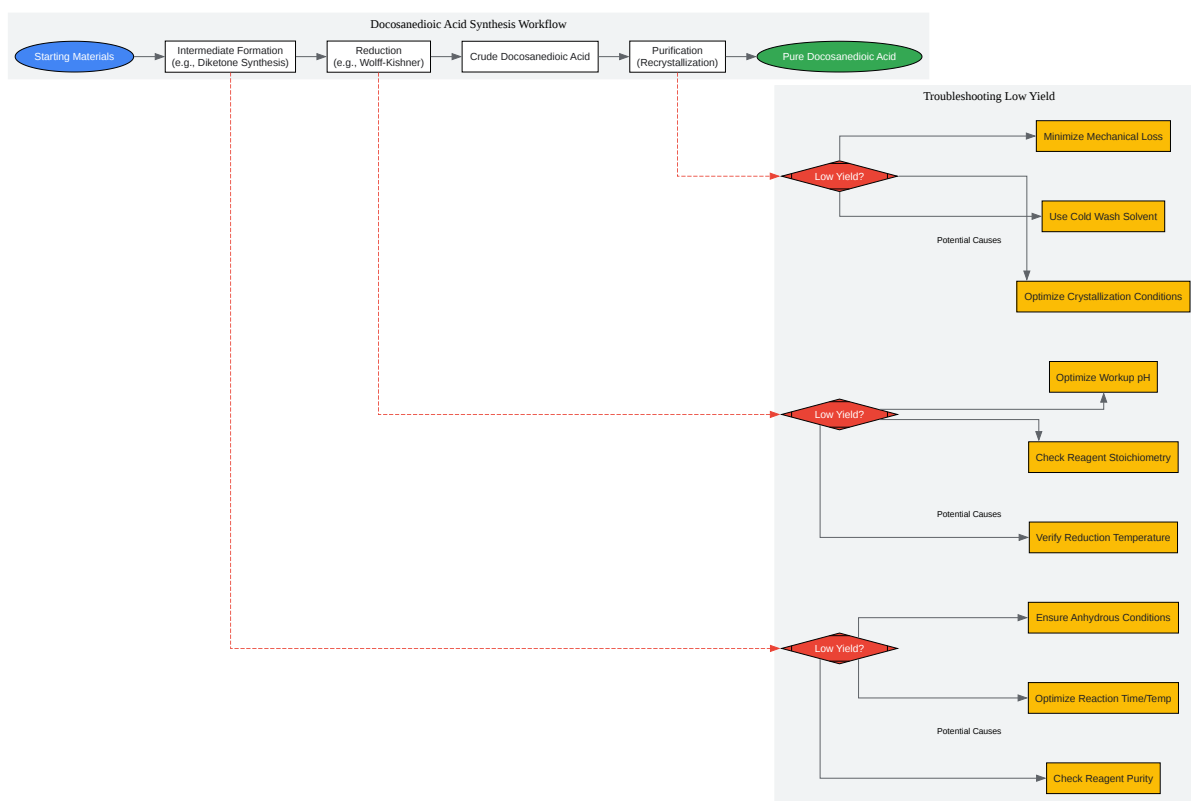 Docosanedioic Acid Synthesis Workflow
Starting Materials
Intermediate Formation
(e.g., Diketone Synthesis)
Reduction
(e.g., Wolff-Kishner)
Crude Docosanedioic Acid
Purification
(Recrystallization)
Pure Docosanedioic Acid
Troubleshooting Low Yield
Minimize Mechanical Loss
Low Yield?
Use Cold Wash Solvent
Potential Causes
Optimize Crystallization Conditions
Optimize Workup pH
Low Yield?
Check Reagent Stoichiometry
Potential Causes
Verify Reduction Temperature
Ensure Anhydrous Conditions
Low Yield?
Optimize Reaction Time/Temp
Potential Causes
Check Reagent Purity